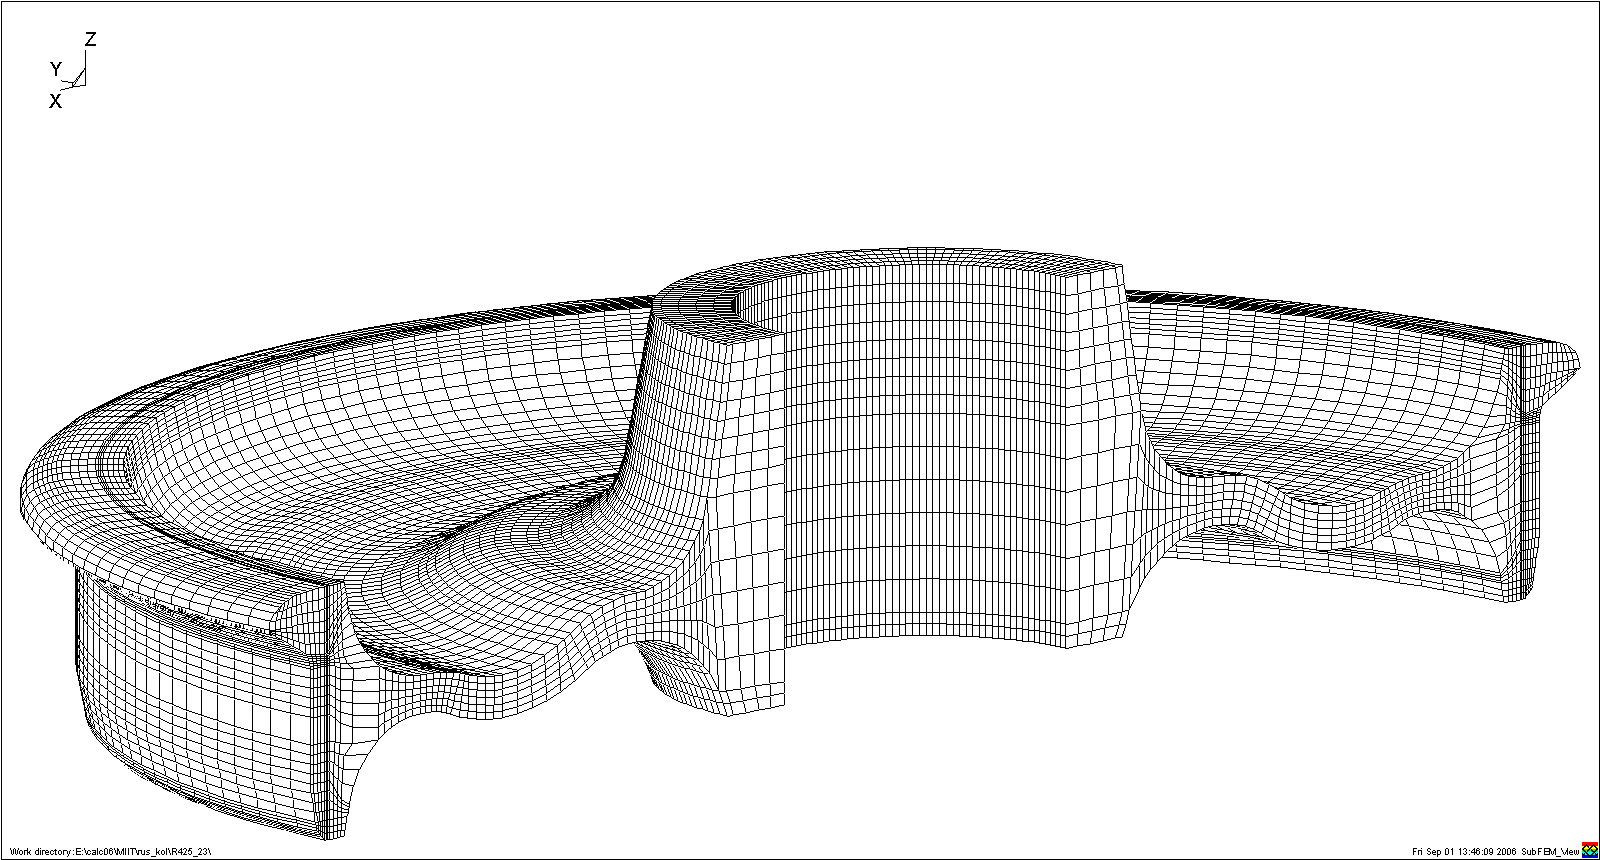 Z
Y
X
Work directory: E:\calc06\MIIT\rus_kol\R425_23\
Fri Sep 01 13:46:09 2006 SubFEM_View